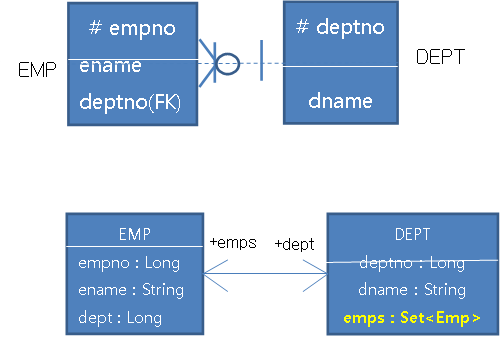 # empno
ename
deptno(FK)
EMP
# deptno
dname
DEPT
EMP
empno : Long
ename : String
dept : Long
+emps
+dept
DEPT
deptno : Long
dname : String
emps : Set<Emp>